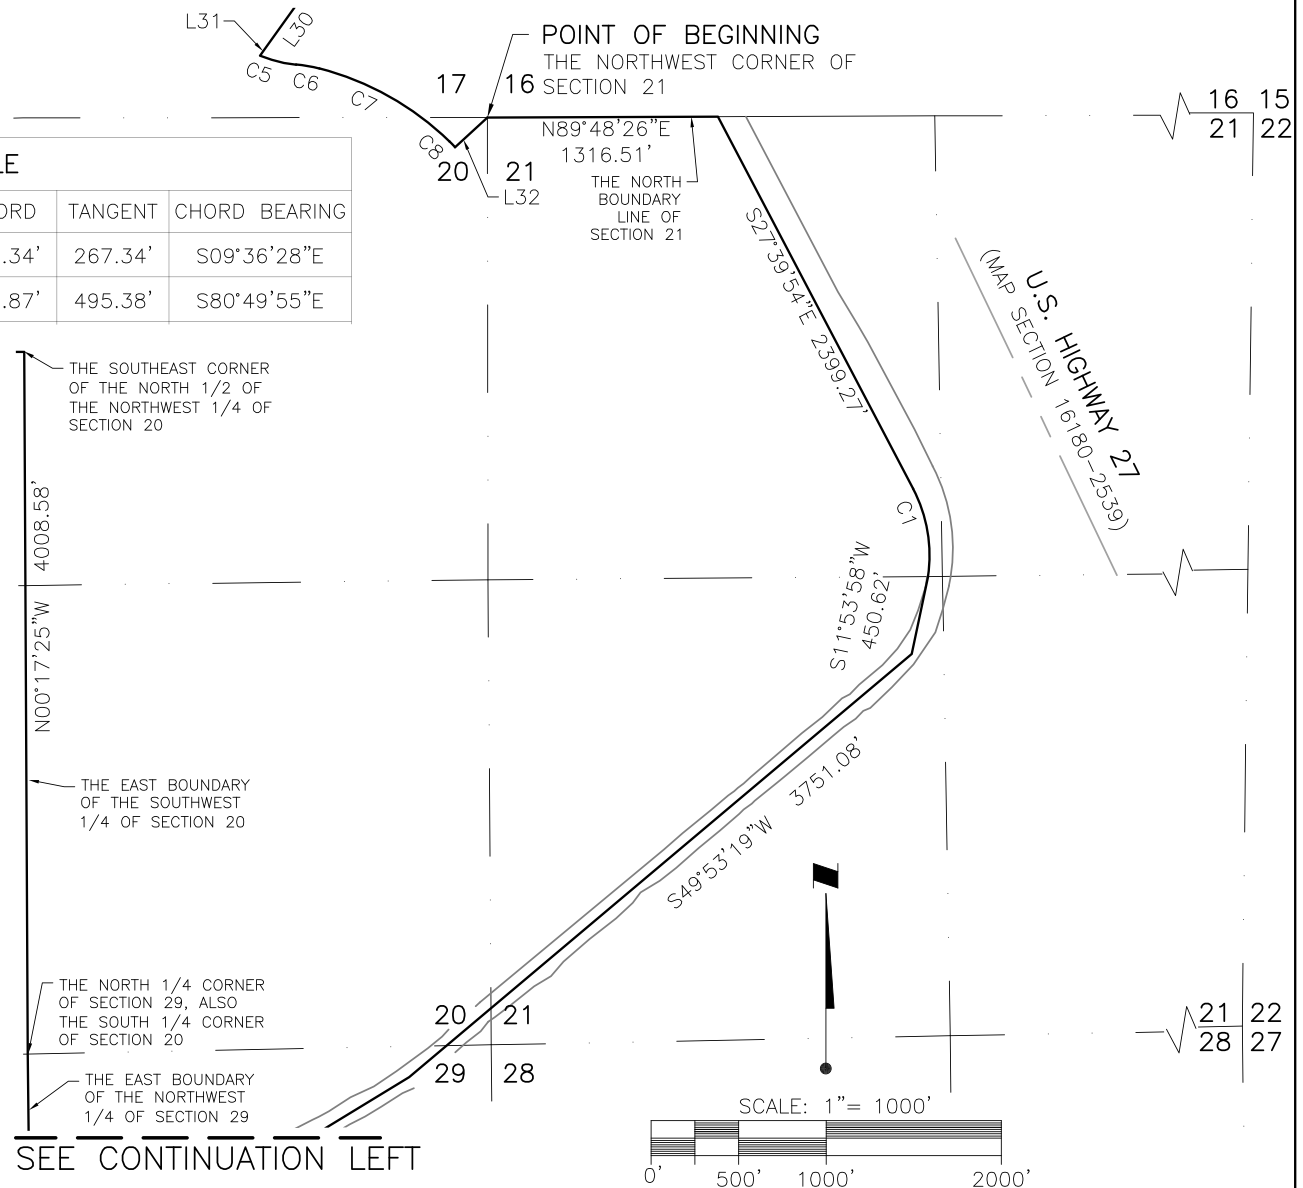 L31
L30
C5
C6
C7
C8
POINT OF BEGINNING
THE NORTHWEST CORNER OF
SECTION 21
17
16
20
21
L32
N89°48'26"E
1316.51'
THE NORTH
BOUNDARY
LINE OF
SECTION 21
16 15
21 22
LE
ORD TANGENT CHORD BEARING
.34' 267.34' S09°36'28"E
.87' 495.38' S80°49'55"E
S27°39'54"E 2399.27'
U.S. HIGHWAY 27
(MAP SECTION 16180-2539)
THE SOUTHEAST CORNER
OF THE NORTH 1/2 OF
THE NORTHWEST 1/4 OF
SECTION 20
N00°17'25"W 4008.58'
C1
S11°53'58"W
450.62'
THE EAST BOUNDARY
OF THE SOUTHWEST
1/4 OF SECTION 20
S49°53'19"W 3751.08'
THE NORTH 1/4 CORNER
OF SECTION 29, ALSO
THE SOUTH 1/4 CORNER
OF SECTION 20
20 21
29 28
21 22
28 27
THE EAST BOUNDARY
OF THE NORTHWEST
1/4 OF SECTION 29
SCALE: 1"= 1000'
0' 500' 1000' 2000'
SEE CONTINUATION LEFT